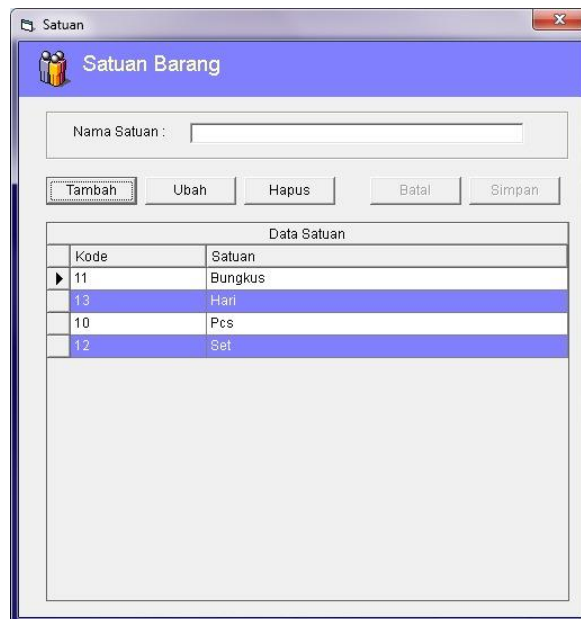 Satuan
Satuan Barang
Nama Satuan :
Tambah Ubah Hapus Batal Simpan
Data Satuan
Kode Satuan
11 Bungkus
13 Hari
10 Pcs
12 Set